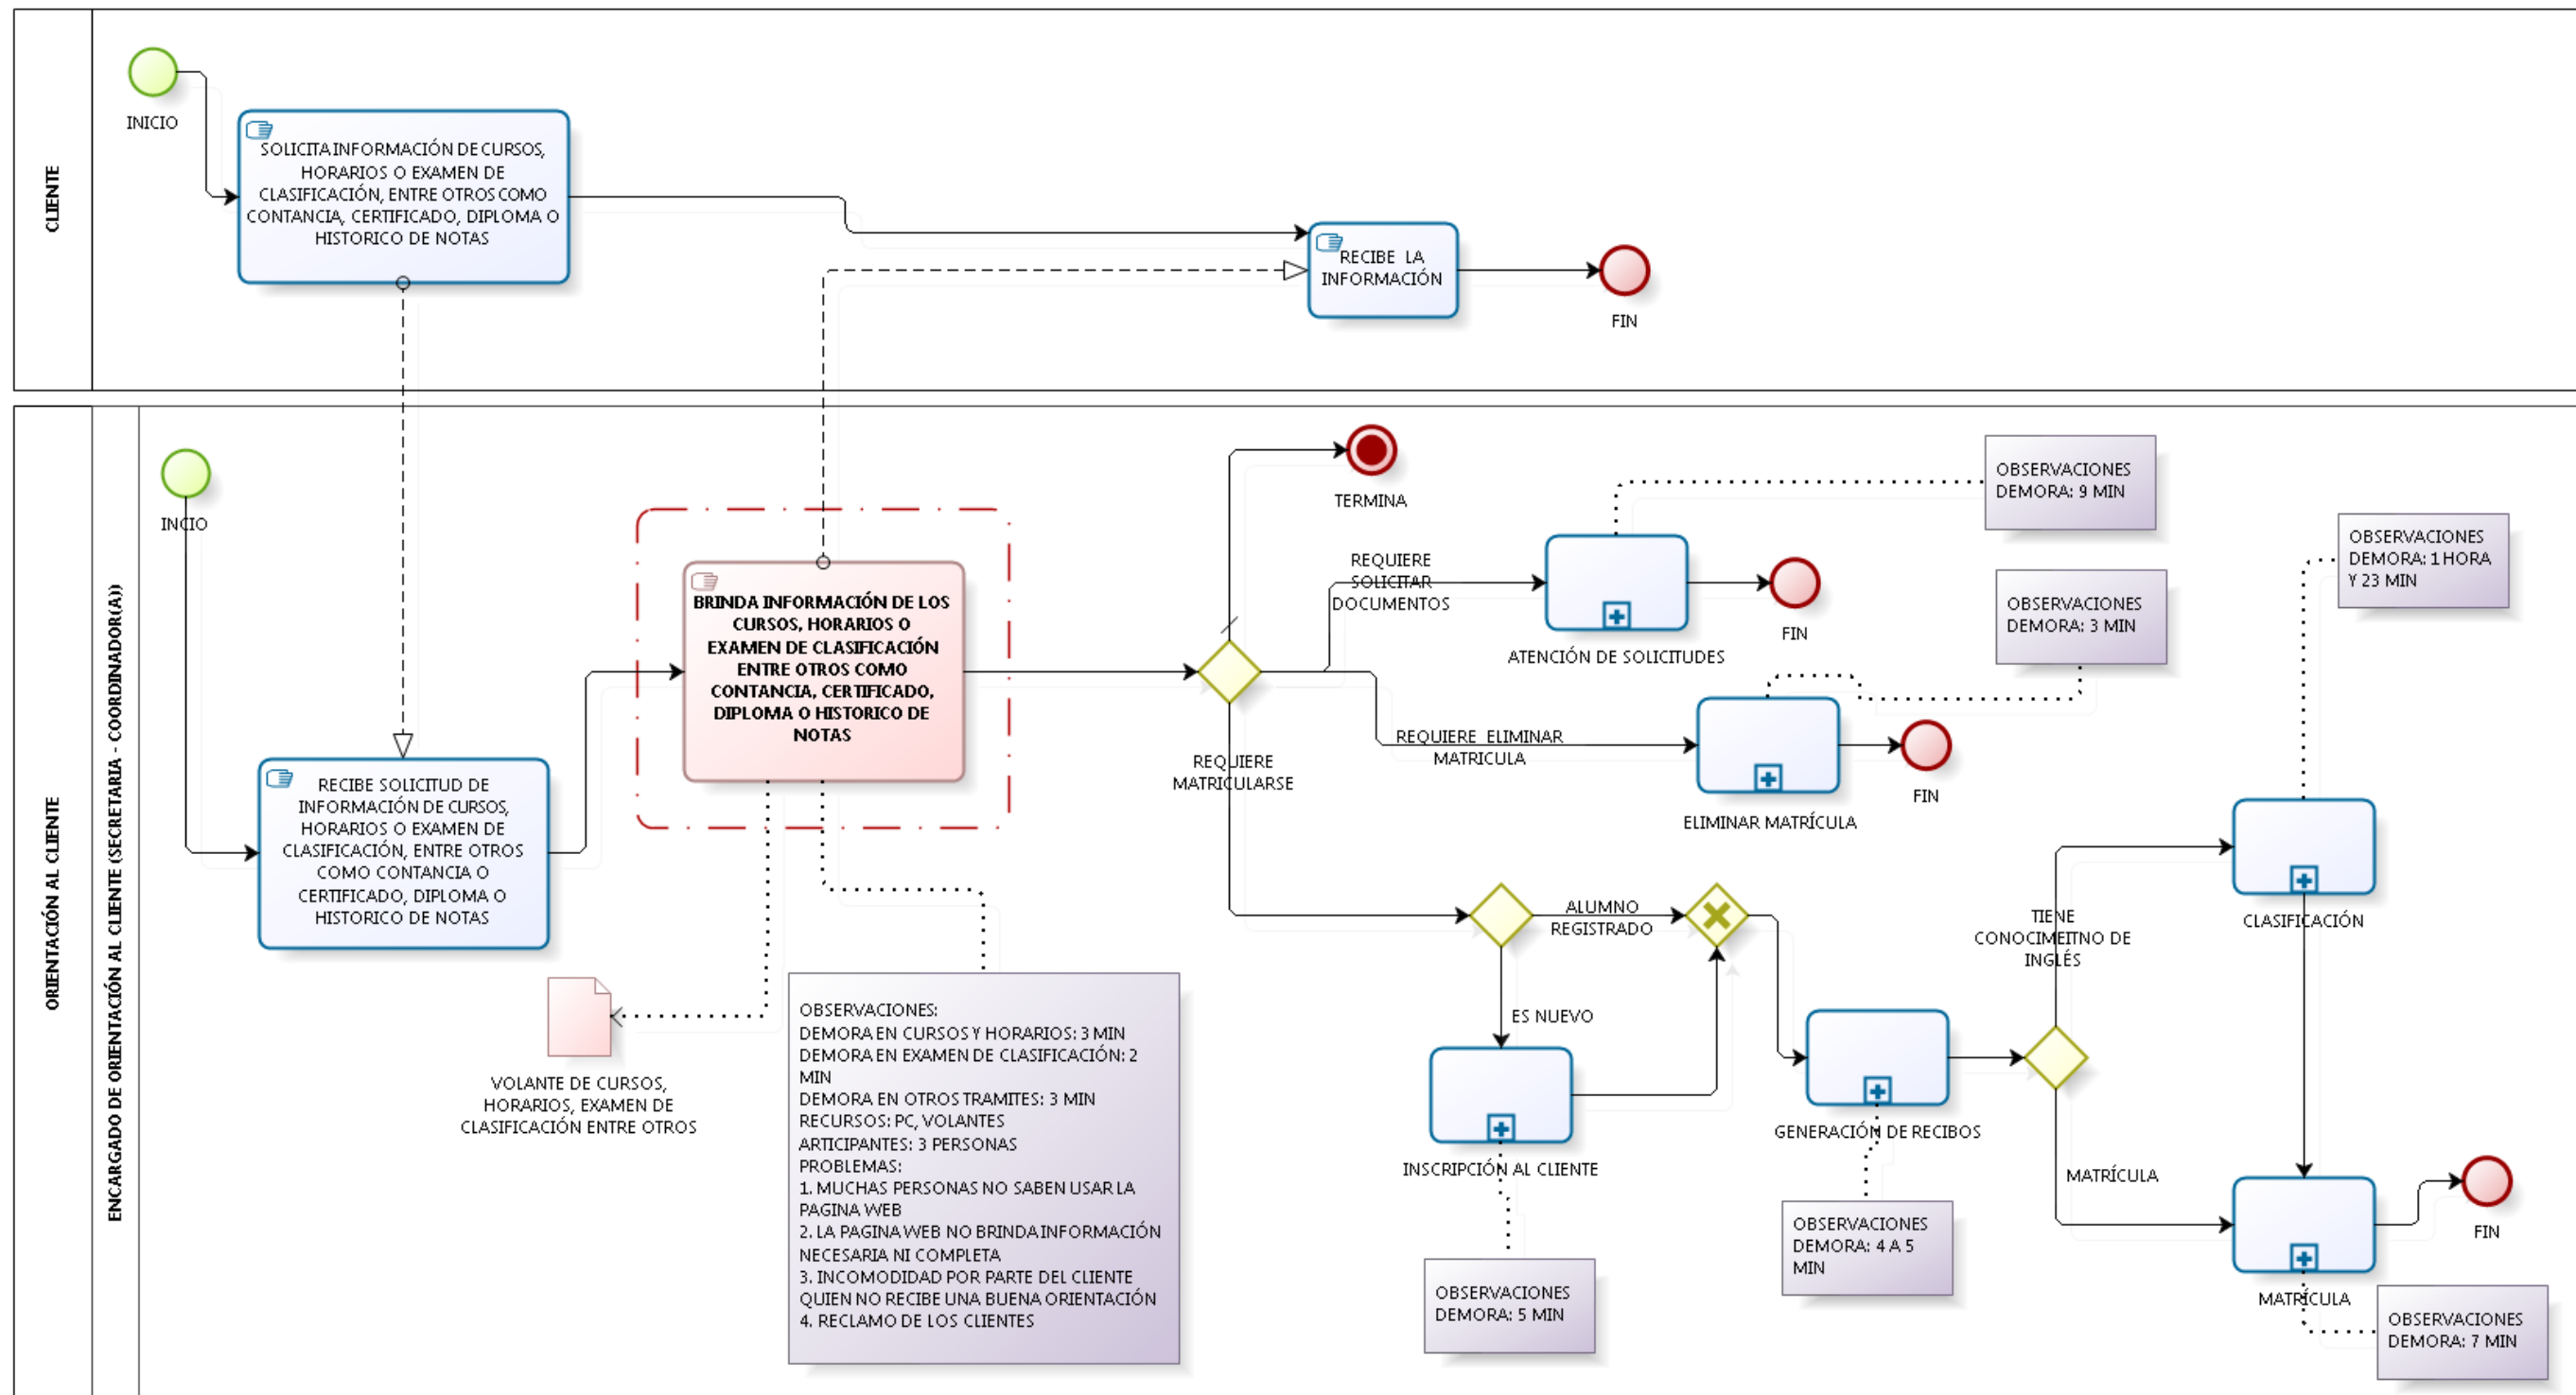 CLIENTE
INICIO
SOLICITA INFORMACIÓN DE CURSOS,
HORARIOS O EXAMEN DE
CLASIFICACIÓN, ENTRE OTROS COMO
CONTANCIA, CERTIFICADO, DIPLOMA O
HISTORICO DE NOTAS
RECIBE LA
INFORMACIÓN
FIN
ORIENTACIÓN AL CLIENTE
ENCARGADO DE ORIENTACIÓN AL CLIENTE (SECRETARIA - COORDINADOR(A))
INCIO
RECIBE SOLICITUD DE
INFORMACIÓN DE CURSOS,
HORARIOS O EXAMEN DE
CLASIFICACIÓN, ENTRE OTROS
COMO CONTANCIA O
CERTIFICADO, DIPLOMA O
HISTORICO DE NOTAS
BRINDA INFORMACIÓN DE LOS
CURSOS, HORARIOS O
EXAMEN DE CLASIFICACIÓN
ENTRE OTROS COMO
CONTANCIA, CERTIFICADO,
DIPLOMA O HISTORICO DE
NOTAS
VOLANTE DE CURSOS,
HORARIOS, EXAMEN DE
CLASIFICACIÓN ENTRE OTROS
OBSERVACIONES:
DEMORA EN CURSOS Y HORARIOS: 3 MIN
DEMORA EN EXAMEN DE CLASIFICACIÓN: 2
MIN
DEMORA EN OTROS TRAMITES: 3 MIN
RECURSOS: PC, VOLANTES
ARTICIPANTES: 3 PERSONAS
PROBLEMAS:
1. MUCHAS PERSONAS NO SABEN USAR LA
PAGINA WEB
2. LA PAGINA WEB NO BRINDA INFORMACIÓN
NECESARIA NI COMPLETA
3. INCOMODIDAD POR PARTE DEL CLIENTE
QUIEN NO RECIBE UNA BUENA ORIENTACIÓN
4. RECLAMO DE LOS CLIENTES
TERMINA
REQUIERE
SOLICITAR
DOCUMENTOS
ATENCIÓN DE SOLICITUDES
FIN
OBSERVACIONES
DEMORA: 9 MIN
REQUIERE ELIMINAR
MATRICULA
ELIMINAR MATRÍCULA
FIN
OBSERVACIONES
DEMORA: 3 MIN
REQUIERE
MATRICULARSE
ALUMNO
REGISTRADO
ES NUEVO
INSCRIPCIÓN AL CLIENTE
OBSERVACIONES
DEMORA: 5 MIN
GENERACIÓN DE RECIBOS
OBSERVACIONES
DEMORA: 4 A 5
MIN
TIENE
CONOCIMEITNO DE
INGLÉS
CLASIFICACIÓN
OBSERVACIONES
DEMORA: 1 HORA
Y 23 MIN
MATRÍCULA
MATRÍCULA
FIN
OBSERVACIONES
DEMORA: 7 MIN